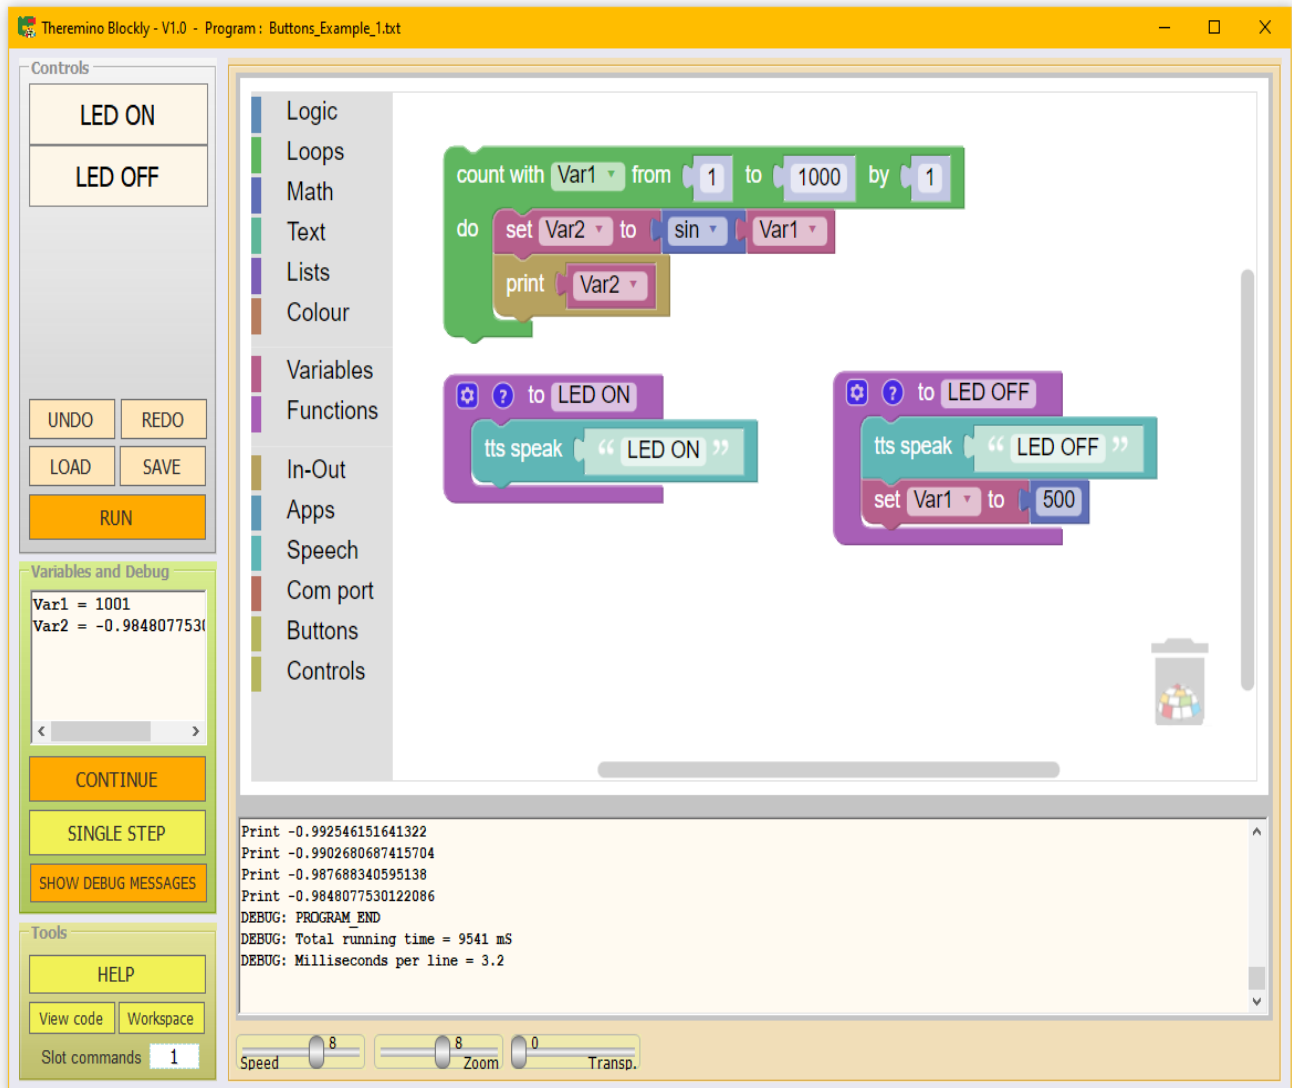 Theremino Blockly - V1.0 - Program : Buttons_Example_1.txt
Controls
LED ON
LED OFF
UNDO REDO
LOAD SAVE
RUN
Variables and Debug
Var1 = 1001
Var2 = -0.984807753
CONTINUE
SINGLE STEP
SHOW DEBUG MESSAGES
Tools
HELP
View code Workspace
Slot commands 1
Logic
Loops
Math
Text
Lists
Colour
Variables
Functions
In-Out
Apps
Speech
Com port
Buttons
Controls
count with Var1 from 1 to 1000 by 1
do set Var2 to sin Var1
print Var2
? to LED ON
tts speak “ LED ON ”
? to LED OFF
tts speak “ LED OFF ”
set Var1 to 500
Print -0.992546151641322
Print -0.9902680687415704
Print -0.987688340595138
Print -0.9848077530122086
DEBUG: PROGRAM_END
DEBUG: Total running time = 9541 mS
DEBUG: Milliseconds per line = 3.2
Speed 8
8 Zoom
0 Transp.